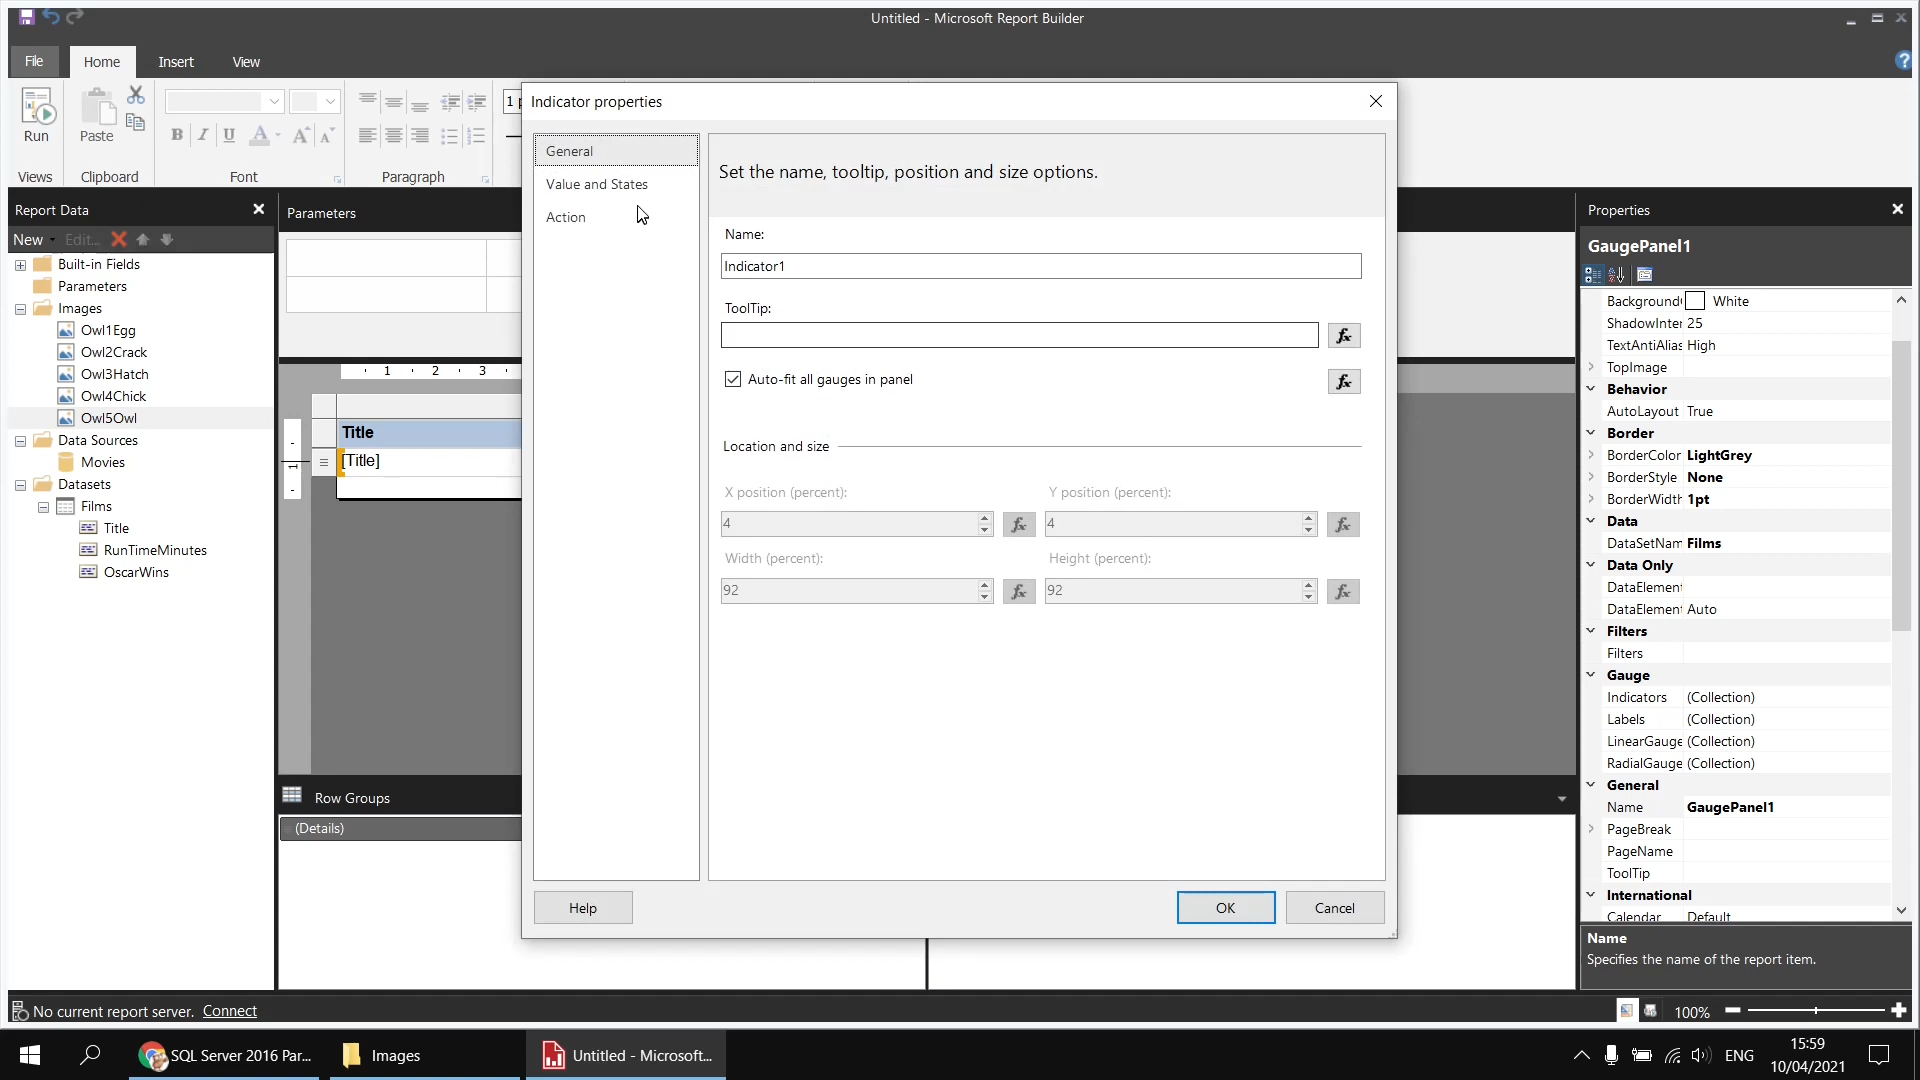 Untitled - Microsoft Report Builder
File
Home
Insert
View
Run
Paste
B I U A A A
1 p
Views
Clipboard
Font
Paragraph
Report Data
New
Edit...
Built-in Fields
Parameters
Images
Owl1Egg
Owl2Crack
Owl3Hatch
Owl4Chick
Owl5Owl
Data Sources
Movies
Datasets
Films
Title
RunTimeMinutes
OscarWins
Parameters
1 2 3
1
Title
[Title]
Row Groups
(Details)
Indicator properties
General
Value and States
Action
Set the name, tooltip, position and size options.
Name:
Indicator1
ToolTip:
fx
Auto-fit all gauges in panel
fx
Location and size
X position (percent):
Y position (percent):
4
fx
4
fx
Width (percent):
Height (percent):
92
fx
92
fx
Help
OK
Cancel
Properties
GaugePanel1
Background
White
ShadowInter
25
TextAntiAlias
High
TopImage
Behavior
AutoLayout
True
Border
BorderColor
LightGrey
BorderStyle
None
BorderWidth
1pt
Data
DataSetNam
Films
Data Only
DataElement
DataElement
Auto
Filters
Filters
Gauge
Indicators
(Collection)
Labels
(Collection)
LinearGauge
(Collection)
RadialGauge
(Collection)
General
Name
GaugePanel1
PageBreak
PageName
ToolTip
International
Calendar
Default
Name
Specifies the name of the report item.
No current report server.
Connect
100%
SQL Server 2016 Par...
Images
Untitled - Microsoft...
ENG
15:59
10/04/2021